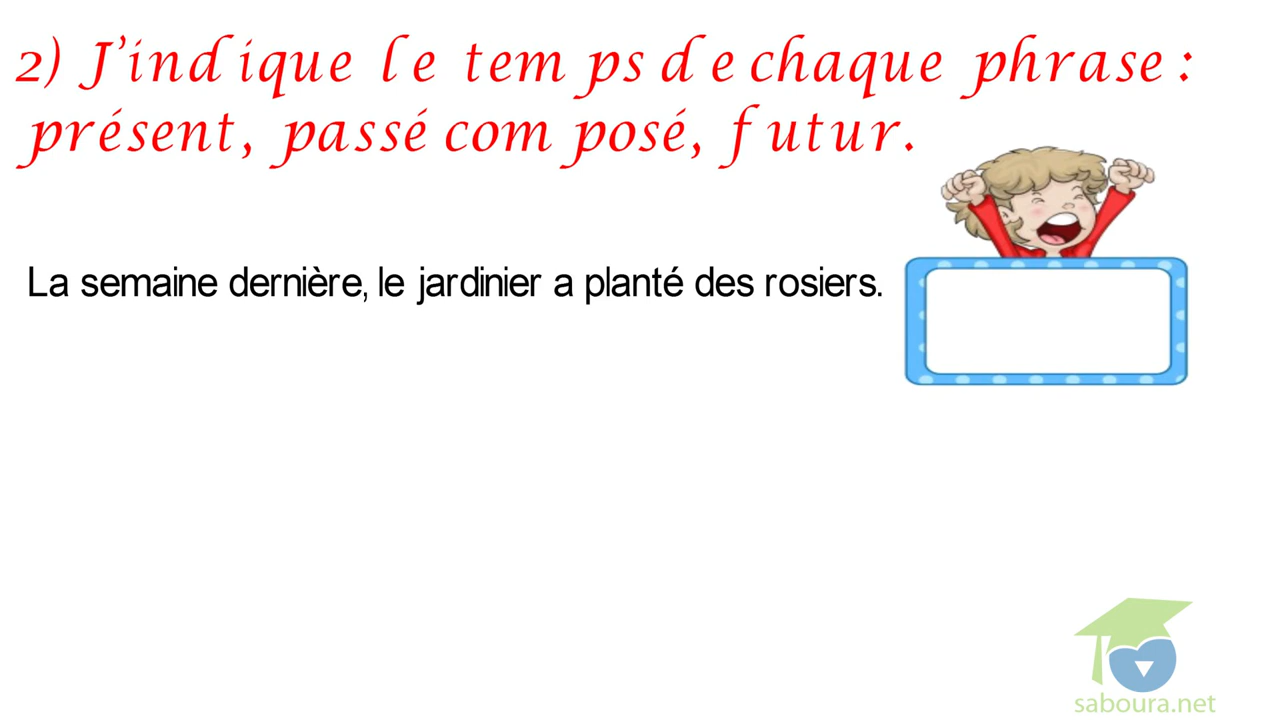 2) J'indique le temps de chaque phrase :
présent, passé composé, futur.
La semaine dernière, le jardinier a planté des rosiers.
saboura.net